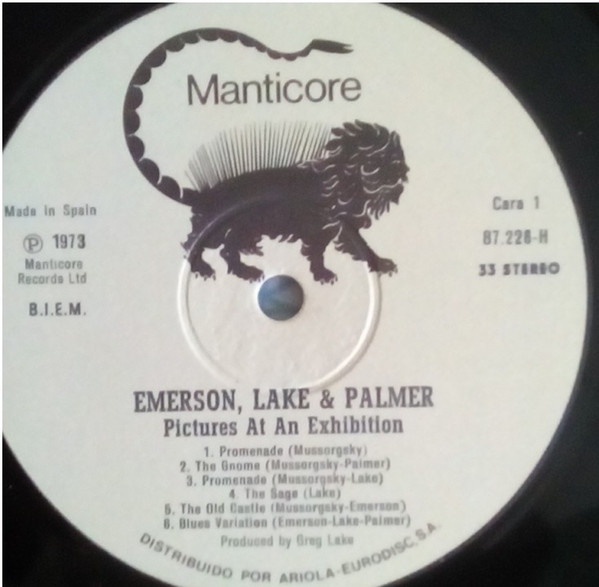 Manticore
Made in Spain
Ⓟ 1973
Manticore
Records Ltd
B.I.E.M.
Cara 1
87.226-H
33 STEREO
EMERSON, LAKE & PALMER
Pictures At An Exhibition
1. Promenade (Mussorgsky)
2. The Gnome (Mussorgsky-Palmer)
3. Promenade (Mussorgsky-Lake)
4. The Sage (Lake)
5. The Old Castle (Mussorgsky-Emerson)
6. Blues Variation (Emerson-Lake-Palmer)
Produced by Greg Lake
DISTRIBUIDO POR ARIOLA-EURODISC, S.A.